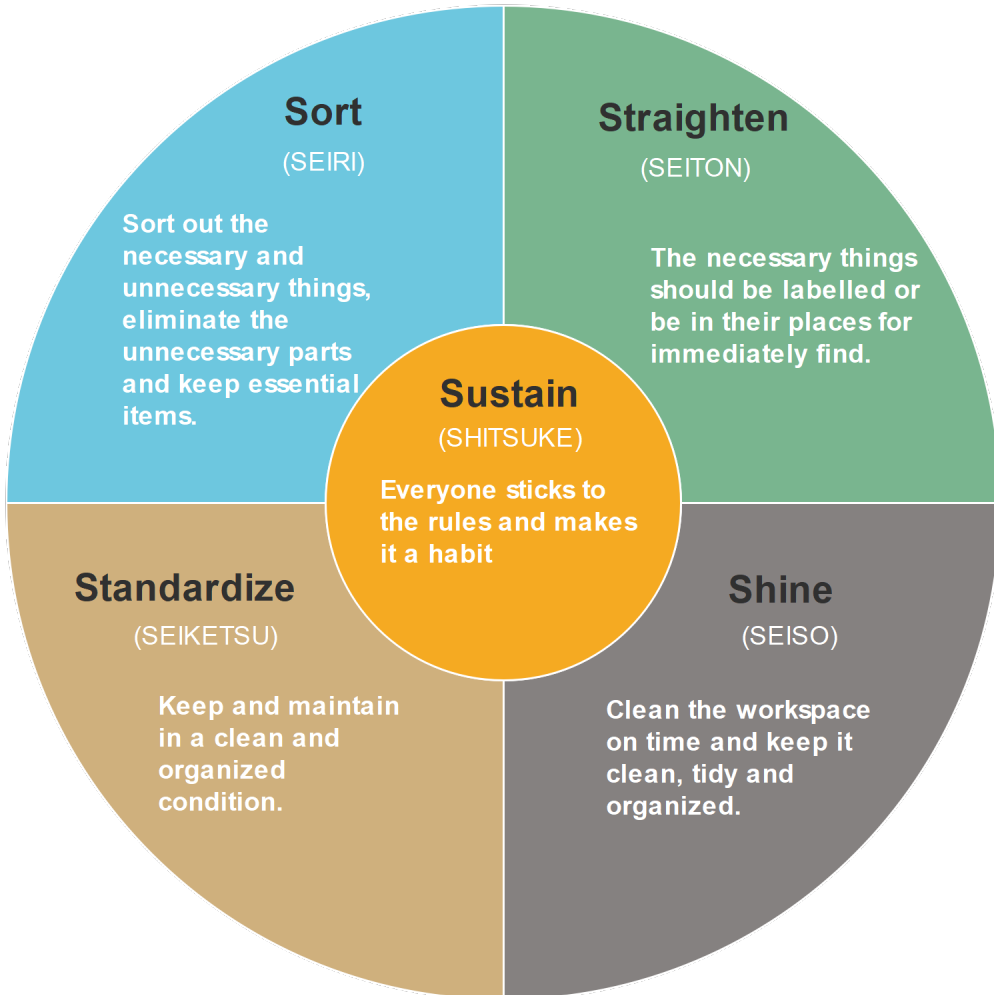 Sort
(SEIRI)
Sort out the
necessary and
unnecessary things,
eliminate the
unnecessary parts
and keep essential
items.
Straighten
(SEITON)
The necessary things
should be labelled or
be in their places for
immediately find.
Sustain
(SHITSUKE)
Everyone sticks to
the rules and makes
it a habit
Standardize
(SEIKETSU)
Keep and maintain
in a clean and
organized
condition.
Shine
(SEISO)
Clean the workspace
on time and keep it
clean, tidy and
organized.